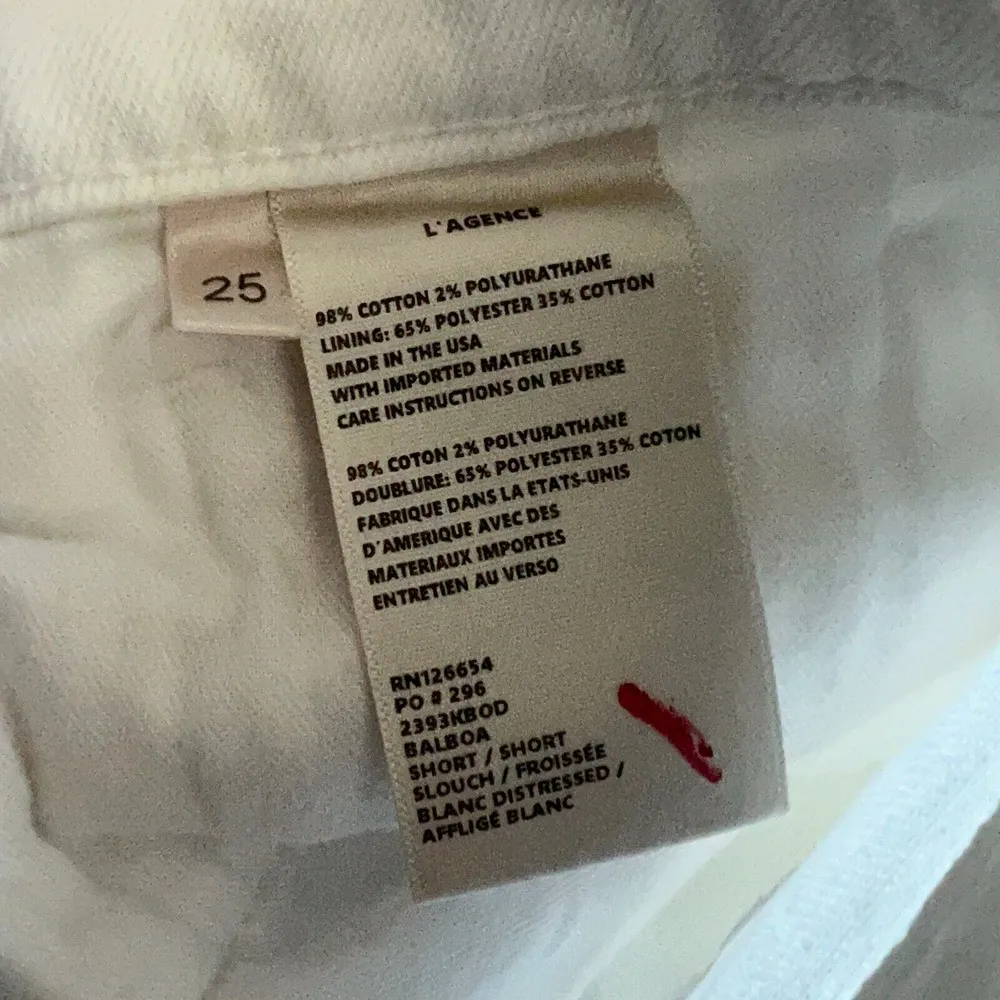 25
L'AGENCE
98% COTTON 2% POLYURATHANE
LINING: 65% POLYESTER 35% COTTON
MADE IN THE USA
WITH IMPORTED MATERIALS
CARE INSTRUCTIONS ON REVERSE
98% COTON 2% POLYURATHANE
DOUBLURE: 65% POLYESTER 35% COTON
FABRIQUE DANS LA ETATS-UNIS
D'AMERIQUE AVEC DES
MATERIAUX IMPORTES
ENTRETIEN AU VERSO
RN126654
PO # 296
2393KBOD
BALBOA
SHORT / SHORT
SLOUCH / FROISSÉE
BLANC DISTRESSED /
AFFLIGÉ BLANC